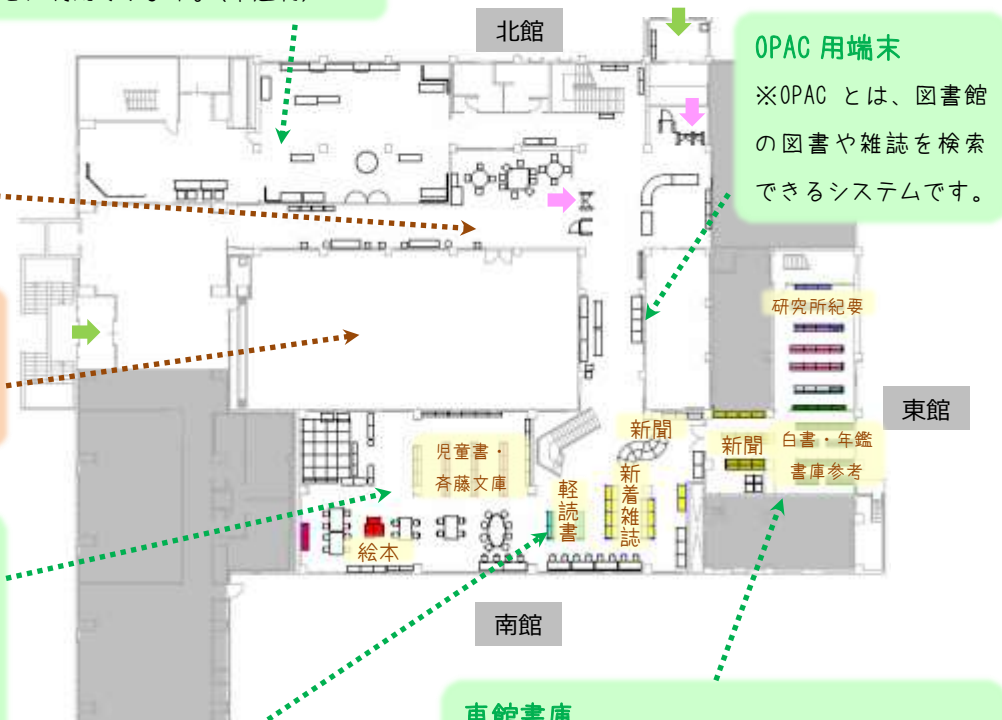 北館
OPAC 用端末
※OPAC とは、図書館
の図書や雑誌を検索
できるシステムです。
研究所紀要
東館
新聞
新聞
白書・年鑑
書庫参考
児童書・
斉藤文庫
軽読書
新着雑誌
絵本
南館
東館書庫